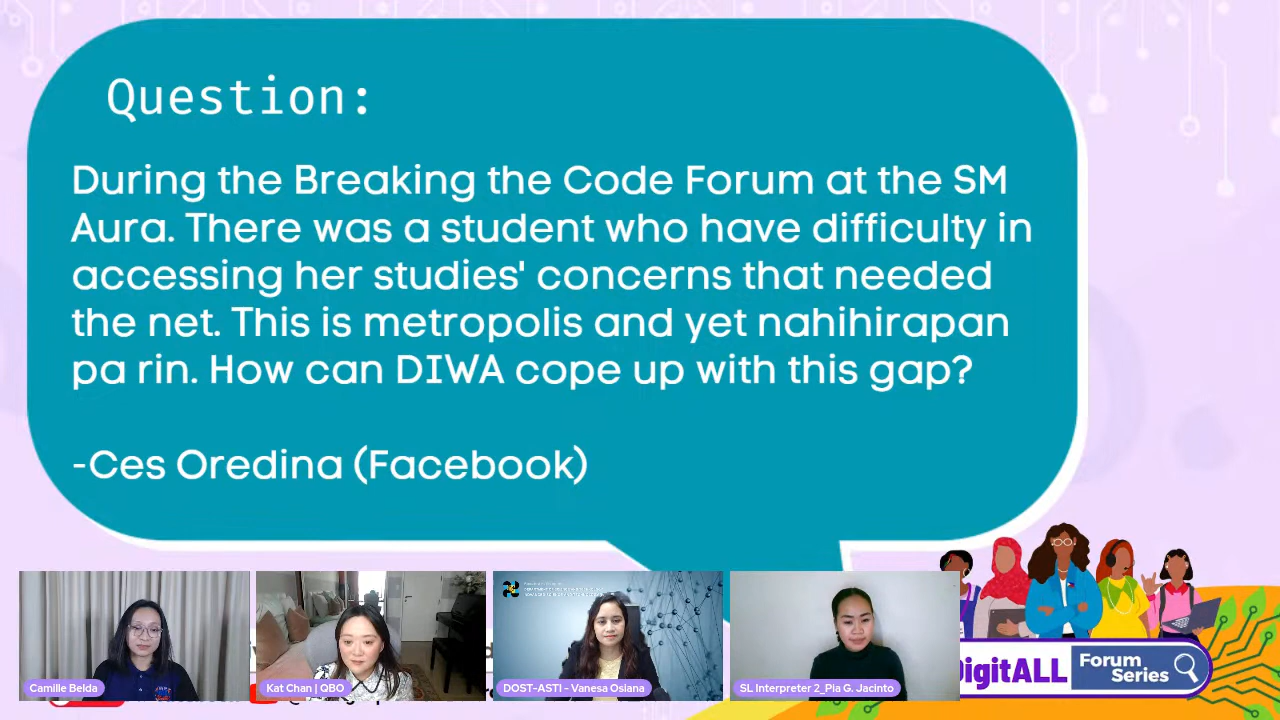 Question:
During the Breaking the Code Forum at the SM
Aura. There was a student who have difficulty in
accessing her studies' concerns that needed
the net. This is metropolis and yet nahihirapan
pa rin. How can DIWA cope up with this gap?
-Ces Oredina (Facebook)
Camille Belda
Kat Chan | QBO
DOST-ASTI - Vanesa Osiana
SL Interpreter 2_Pia G. Jacinto
DigitALL
Forum
Series